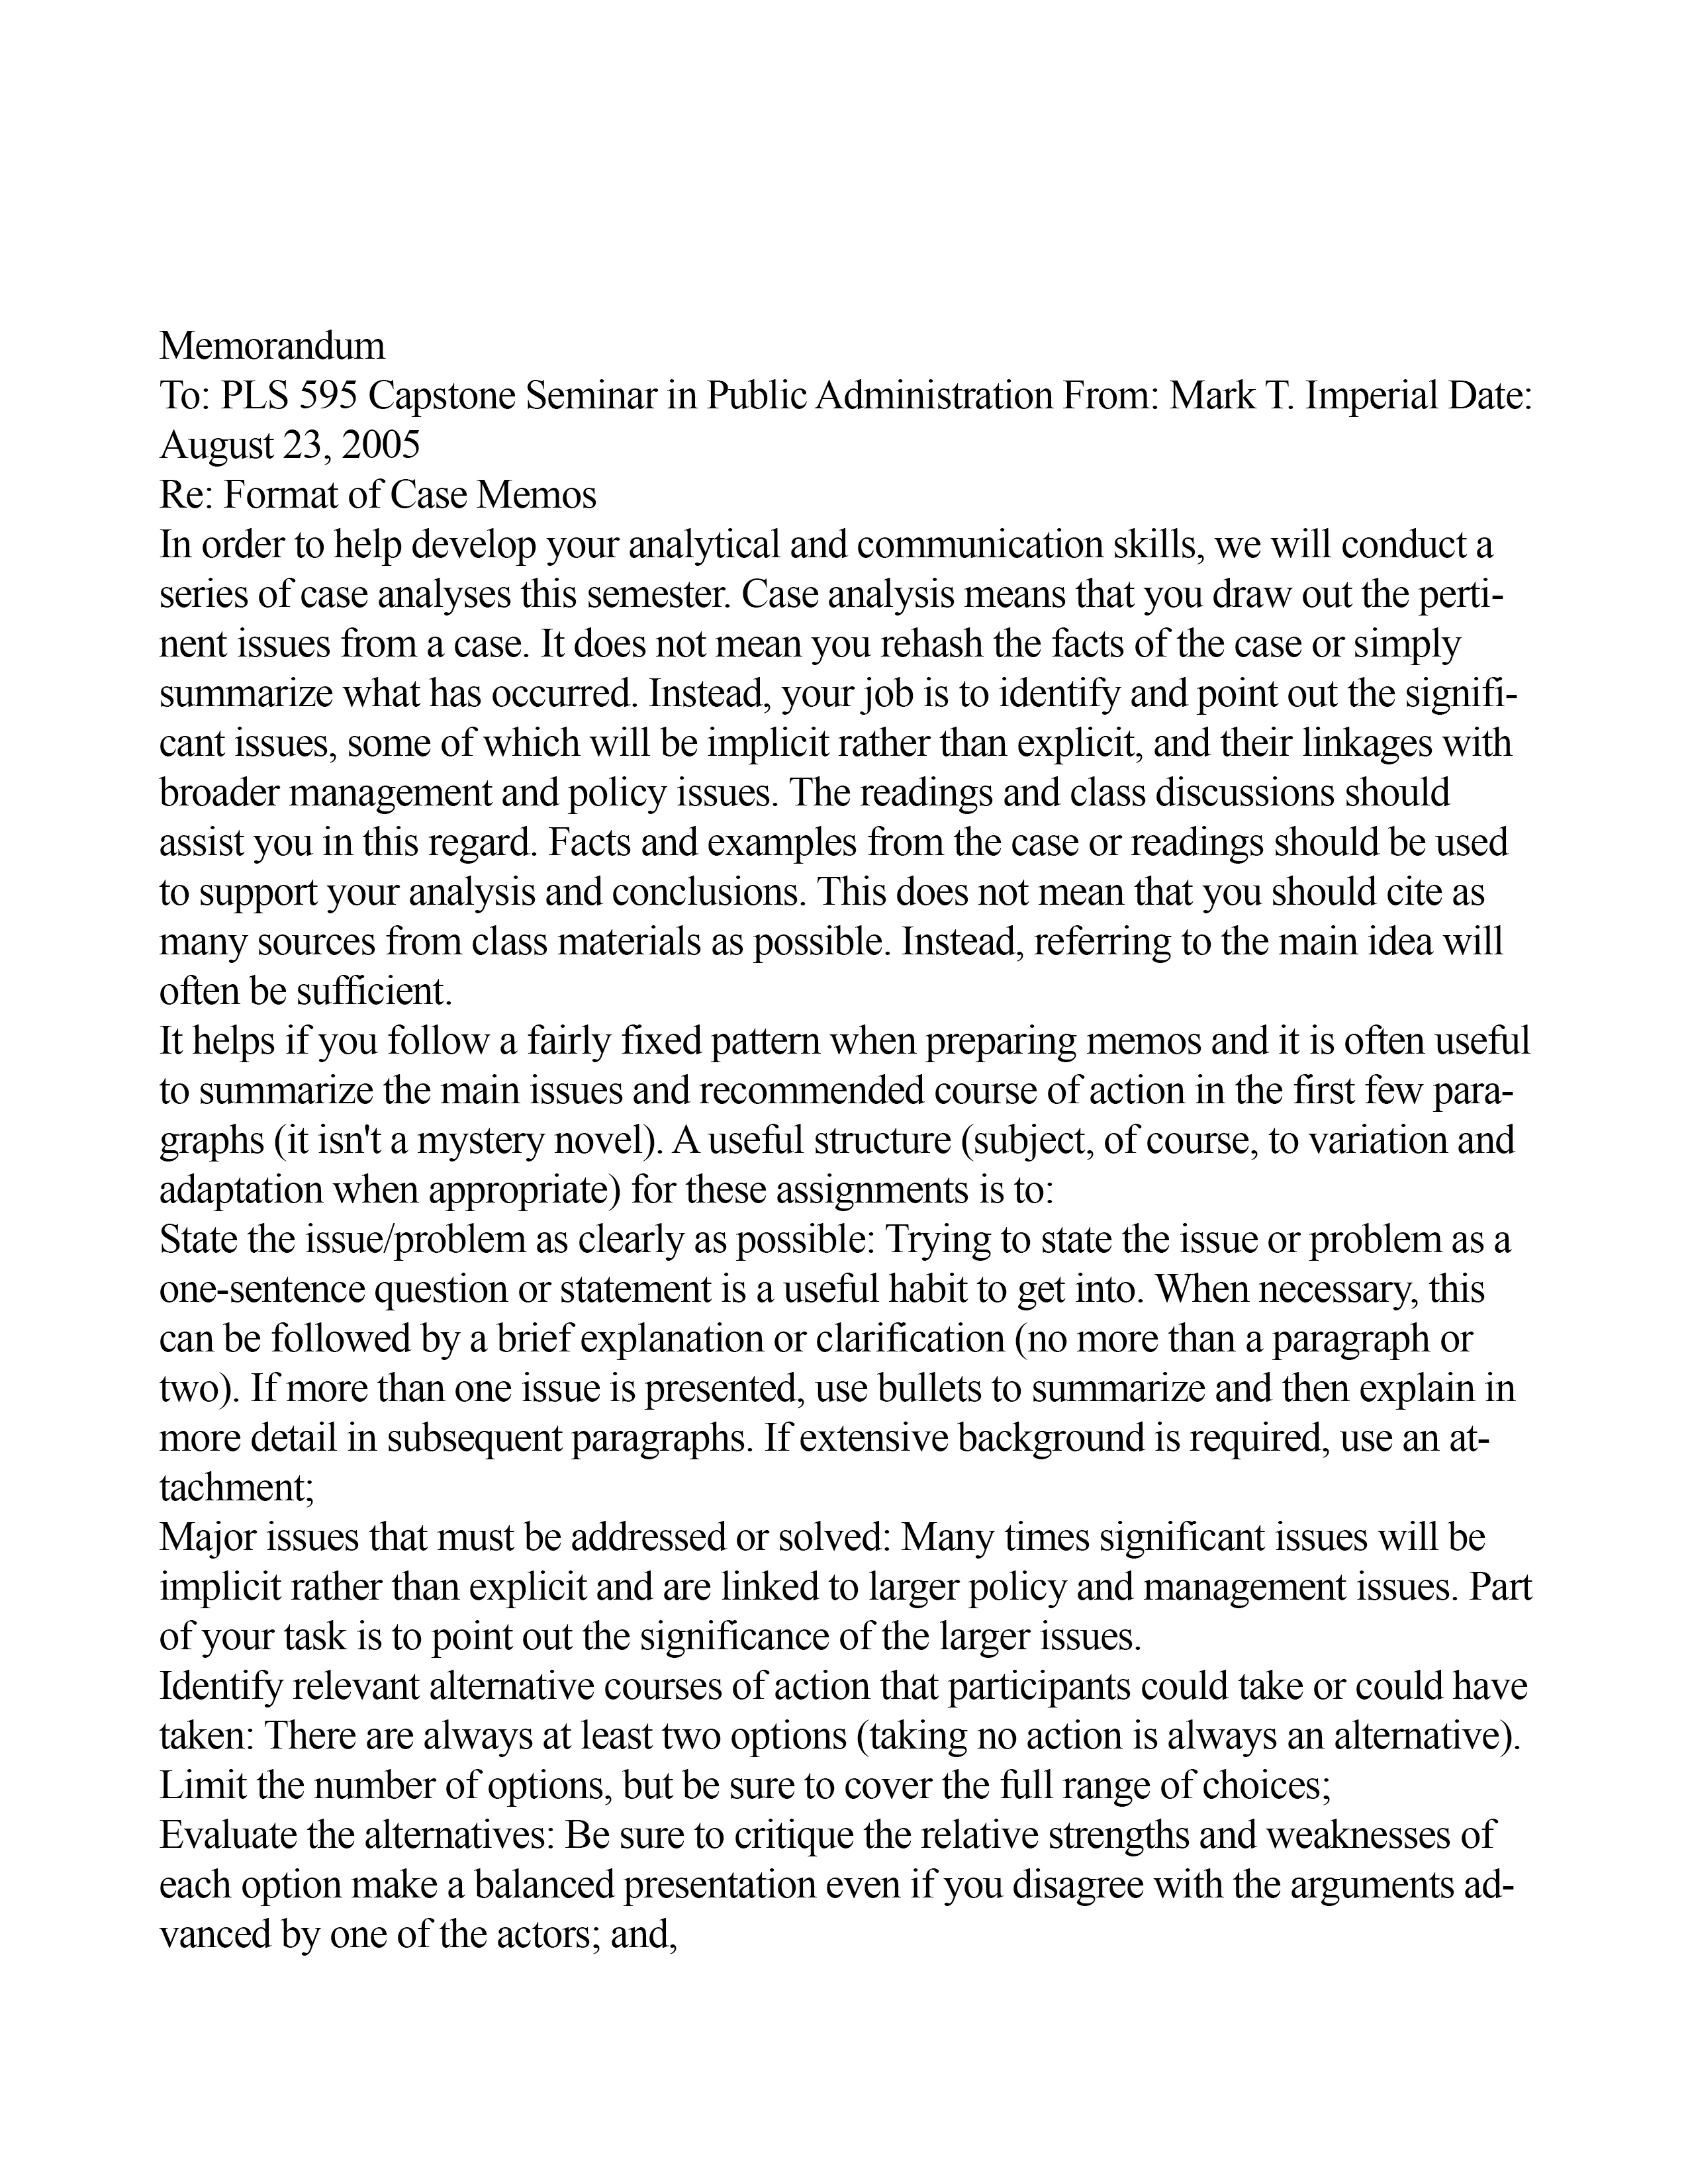 Memorandum
To: PLS 595 Capstone Seminar in Public Administration From: Mark T. Imperial Date:
August 23, 2005
Re: Format of Case Memos
In order to help develop your analytical and communication skills, we will conduct a
series of case analyses this semester. Case analysis means that you draw out the perti-
nent issues from a case. It does not mean you rehash the facts of the case or simply
summarize what has occurred. Instead, your job is to identify and point out the signifi-
cant issues, some of which will be implicit rather than explicit, and their linkages with
broader management and policy issues. The readings and class discussions should
assist you in this regard. Facts and examples from the case or readings should be used
to support your analysis and conclusions. This does not mean that you should cite as
many sources from class materials as possible. Instead, referring to the main idea will
often be sufficient.
It helps if you follow a fairly fixed pattern when preparing memos and it is often useful
to summarize the main issues and recommended course of action in the first few para-
graphs (it isn't a mystery novel). A useful structure (subject, of course, to variation and
adaptation when appropriate) for these assignments is to:
State the issue/problem as clearly as possible: Trying to state the issue or problem as a
one-sentence question or statement is a useful habit to get into. When necessary, this
can be followed by a brief explanation or clarification (no more than a paragraph or
two). If more than one issue is presented, use bullets to summarize and then explain in
more detail in subsequent paragraphs. If extensive background is required, use an at-
tachment;
Major issues that must be addressed or solved: Many times significant issues will be
implicit rather than explicit and are linked to larger policy and management issues. Part
of your task is to point out the significance of the larger issues.
Identify relevant alternative courses of action that participants could take or could have
taken: There are always at least two options (taking no action is always an alternative).
Limit the number of options, but be sure to cover the full range of choices;
Evaluate the alternatives: Be sure to critique the relative strengths and weaknesses of
each option make a balanced presentation even if you disagree with the arguments ad-
vanced by one of the actors; and,